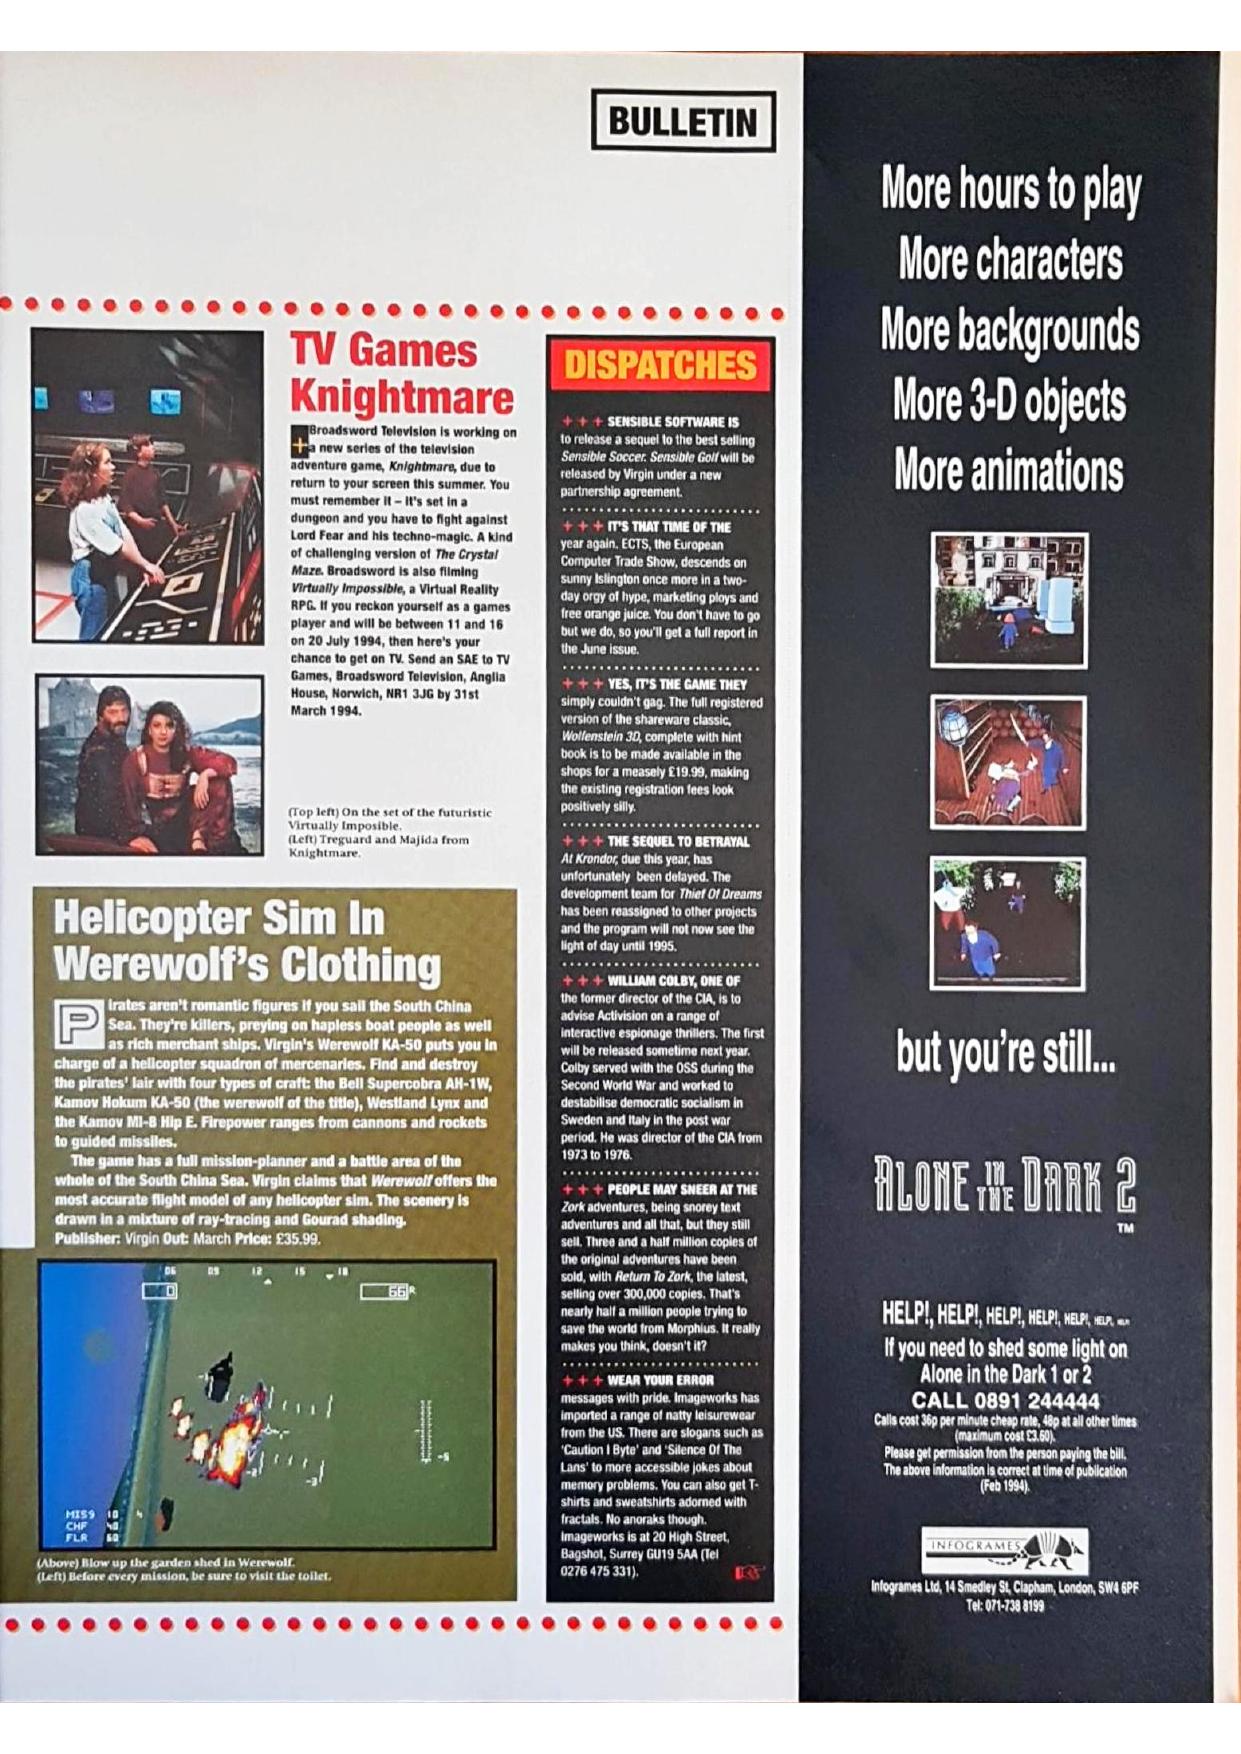 BULLETIN
TV Games
Knightmare
Broadsword Television is working on
a new series of the television
adventure game, Knightmare, due to
return to your screen this summer. You
must remember it – it's set in a
dungeon and you have to fight against
Lord Fear and his techno-magic. A kind
of challenging version of The Crystal
Maze. Broadsword is also filming
Virtually Impossible, a Virtual Reality
RPG. If you reckon yourself as a games
player and will be between 11 and 16
on 20 July 1994, then here's your
chance to get on TV. Send an SAE to TV
Games, Broadsword Television, Anglia
House, Norwich, NR1 3JG by 31st
March 1994.
(Top left) On the set of the futuristic
Virtually Imposible.
(Left) Treguard and Majida from
Knightmare.
Helicopter Sim In
Werewolf's Clothing
Pirates aren't romantic figures if you sail the South China
Sea. They're killers, preying on hapless boat people as well
as rich merchant ships. Virgin's Werewolf KA-50 puts you in
charge of a helicopter squadron of mercenaries. Find and destroy
the pirates' lair with four types of craft: the Bell Supercobra AH-1W,
Kamov Hokum KA-50 (the werewolf of the title), Westland Lynx and
the Kamov MI-8 Hip E. Firepower ranges from cannons and rockets
to guided missiles.
The game has a full mission-planner and a battle area of the
whole of the South China Sea. Virgin claims that Werewolf offers the
most accurate flight model of any helicopter sim. The scenery is
drawn in a mixture of ray-tracing and Gourad shading.
Publisher: Virgin Out: March Price: £35.99.
06 09 12 15 18
0 66 R
-5
-2 -3
MIS9 10 4
CHF 40
FLR 60
(Above) Blow up the garden shed in Werewolf.
(Left) Before every mission, be sure to visit the toilet.
DISPATCHES
+ + + SENSIBLE SOFTWARE IS
to release a sequel to the best selling
Sensible Soccer. Sensible Golf will be
released by Virgin under a new
partnership agreement.
+ + + IT'S THAT TIME OF THE
year again. ECTS, the European
Computer Trade Show, descends on
sunny Islington once more in a two-
day orgy of hype, marketing ploys and
free orange juice. You don't have to go
but we do, so you'll get a full report in
the June issue.
+ + + YES, IT'S THE GAME THEY
simply couldn't gag. The full registered
version of the shareware classic,
Wolfenstein 3D, complete with hint
book is to be made available in the
shops for a measely £19.99, making
the existing registration fees look
positively silly.
+ + + THE SEQUEL TO BETRAYAL
At Krondor, due this year, has
unfortunately been delayed. The
development team for Thief Of Dreams
has been reassigned to other projects
and the program will not now see the
light of day until 1995.
+ + + WILLIAM COLBY, ONE OF
the former director of the CIA, is to
advise Activision on a range of
interactive espionage thrillers. The first
will be released sometime next year.
Colby served with the OSS during the
Second World War and worked to
destabilise democratic socialism in
Sweden and Italy in the post war
period. He was director of the CIA from
1973 to 1976.
+ + + PEOPLE MAY SNEER AT THE
Zork adventures, being snorey text
adventures and all that, but they still
sell. Three and a half million copies of
the original adventures have been
sold, with Return To Zork, the latest,
selling over 300,000 copies. That's
nearly half a million people trying to
save the world from Morphius. It really
makes you think, doesn't it?
+ + + WEAR YOUR ERROR
messages with pride. Imageworks has
imported a range of natty leisurewear
from the US. There are slogans such as
'Caution I Byte' and 'Silence Of The
Lans' to more accessible jokes about
memory problems. You can also get T-
shirts and sweatshirts adorned with
fractals. No anoraks though.
Imageworks is at 20 High Street,
Bagshot, Surrey GU19 5AA (Tel
0276 475 331).
More hours to play
More characters
More backgrounds
More 3-D objects
More animations
but you're still...
ALONE IN THE DARK 2
TM
HELP!, HELP!, HELP!, HELP!, HELP!, HELP!, HELP!
If you need to shed some light on
Alone in the Dark 1 or 2
CALL 0891 244444
Calls cost 36p per minute cheap rate, 48p at all other times
(maximum cost £3.60).
Please get permission from the person paying the bill.
The above information is correct at time of publication
(Feb 1994).
INFOGRAMES
Infogrames Ltd, 14 Smedley St, Clapham, London, SW4 6PF
Tel: 071-738 8199